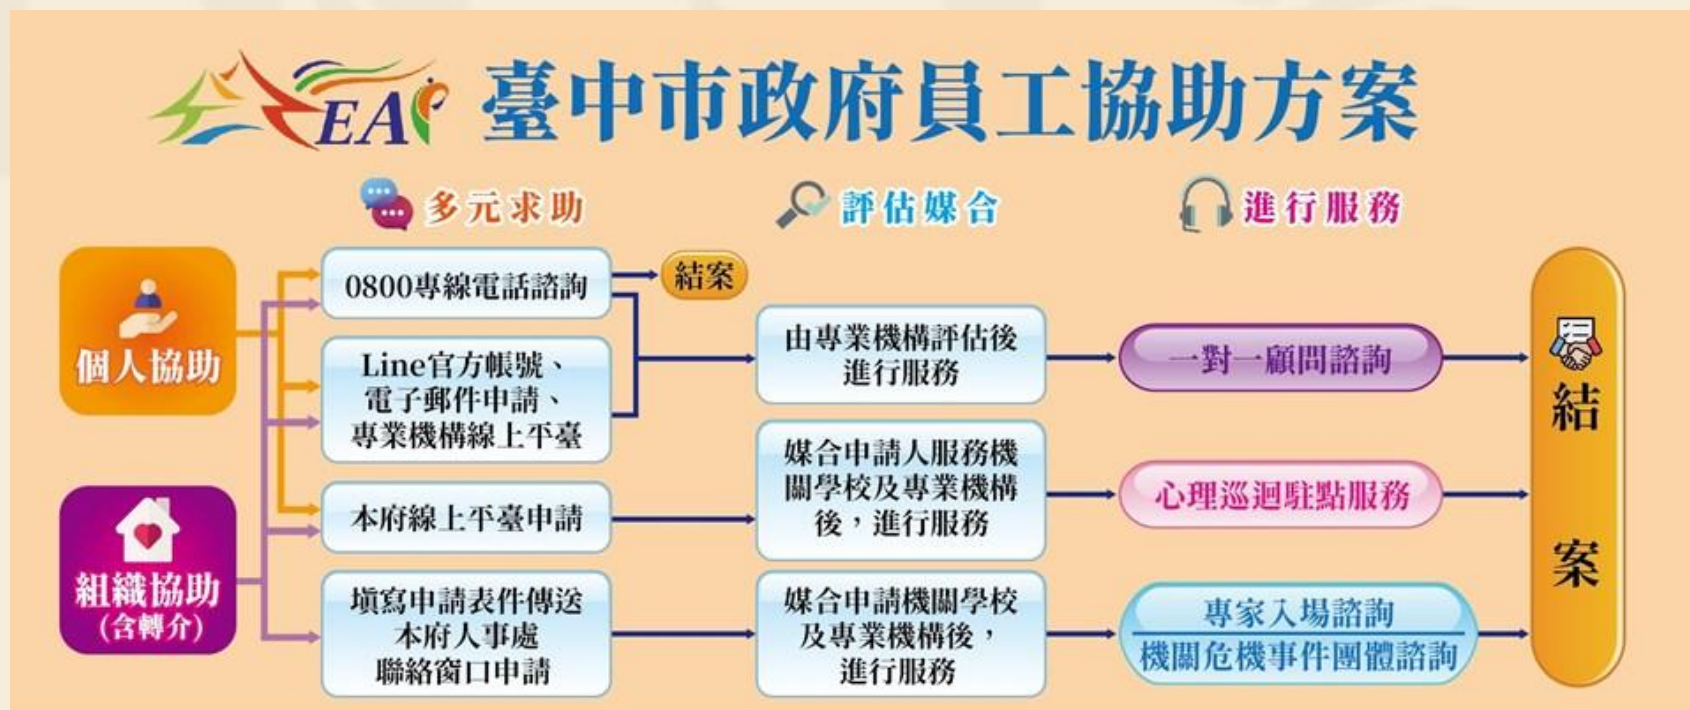 EAP 臺中市政府員工協助方案
多元求助
評估媒合
進行服務
個人協助
組織協助
(含轉介)
0800專線電話諮詢
Line官方帳號、
電子郵件申請、
專業機構線上平臺
本府線上平臺申請
填寫申請表件傳送
本府人事處
聯絡窗口申請
結案
由專業機構評估後
進行服務
媒合申請人服務機
關學校及專業機構
後，進行服務
媒合申請機關學校
及專業機構後，
進行服務
一對一顧問諮詢
心理巡迴駐點服務
專家入場諮詢
機關危機事件團體諮詢
結案